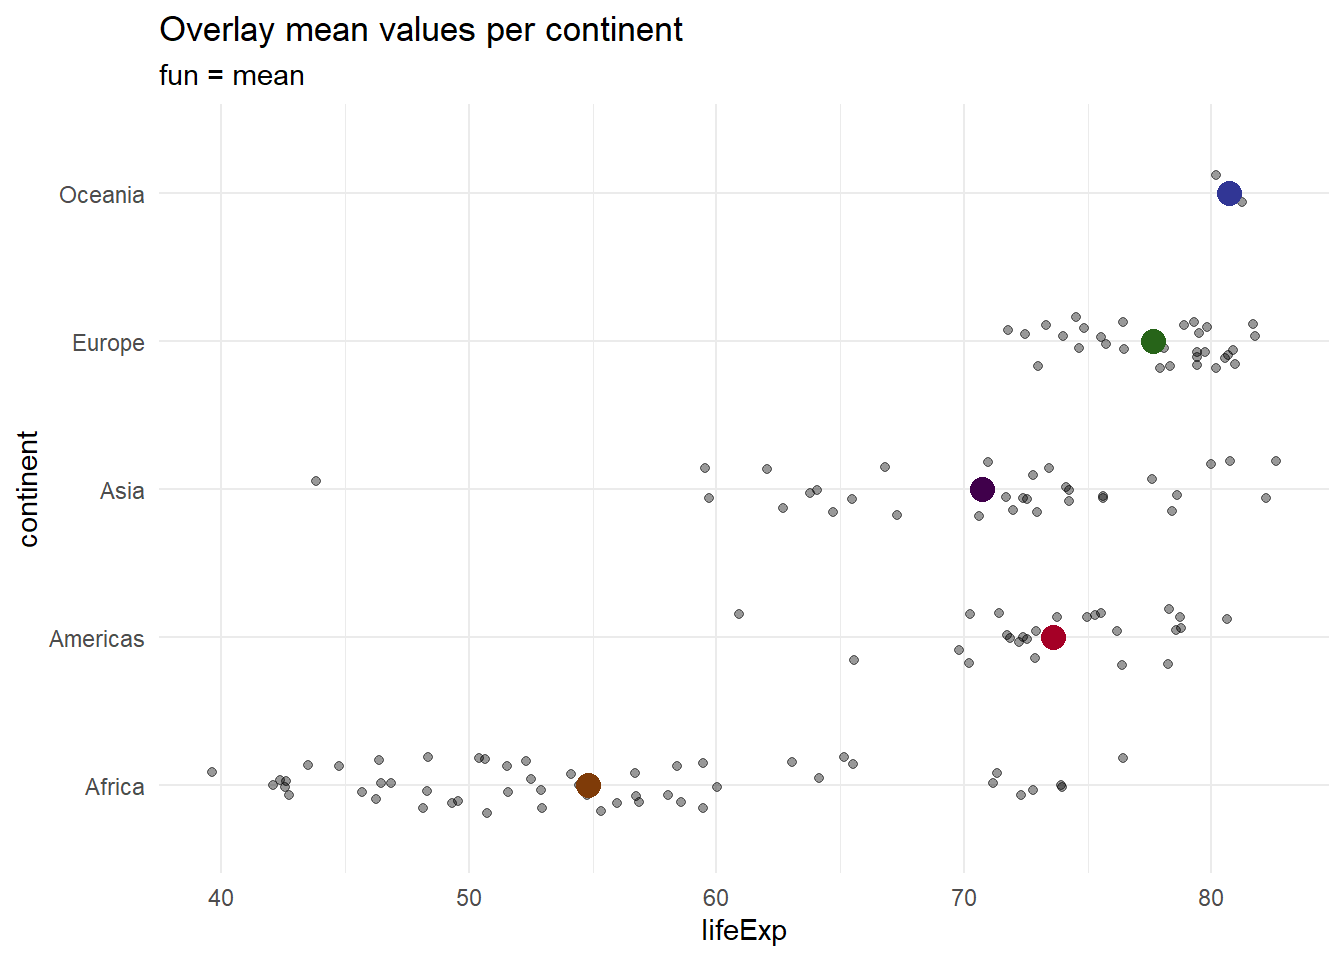 Overlay mean values per continent
fun = mean
Oceania
Europe
Asia
Americas
Africa
continent
40 50 60 70 80
lifeExp